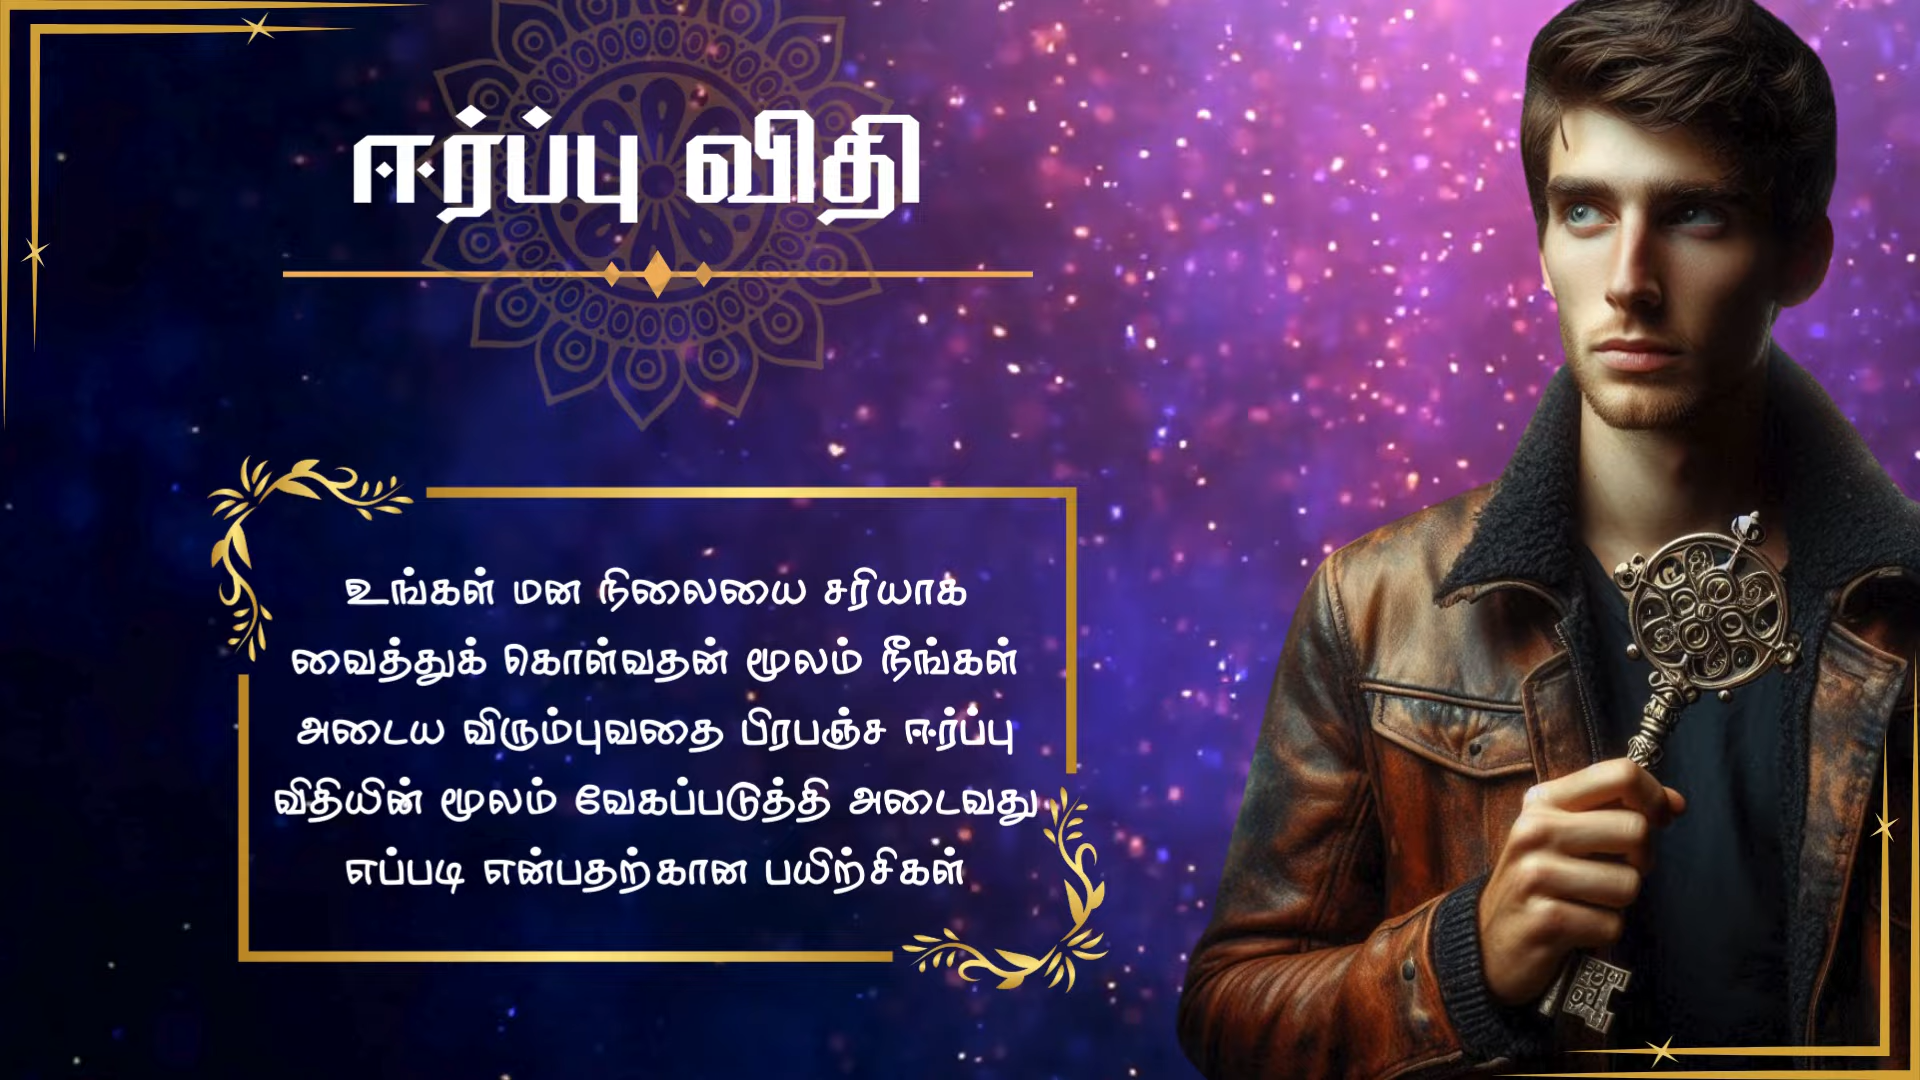 ஈர்ப்பு விதி
உங்கள் மன நிலையை சரியாக
வைத்துக் கொள்வதன் மூலம் நீங்கள்
அடைய விரும்புவதை பிரபஞ்ச ஈர்ப்பு
விதியின் மூலம் வேகப்படுத்தி அடைவது
எப்படி என்பதற்கான பயிற்சிகள்